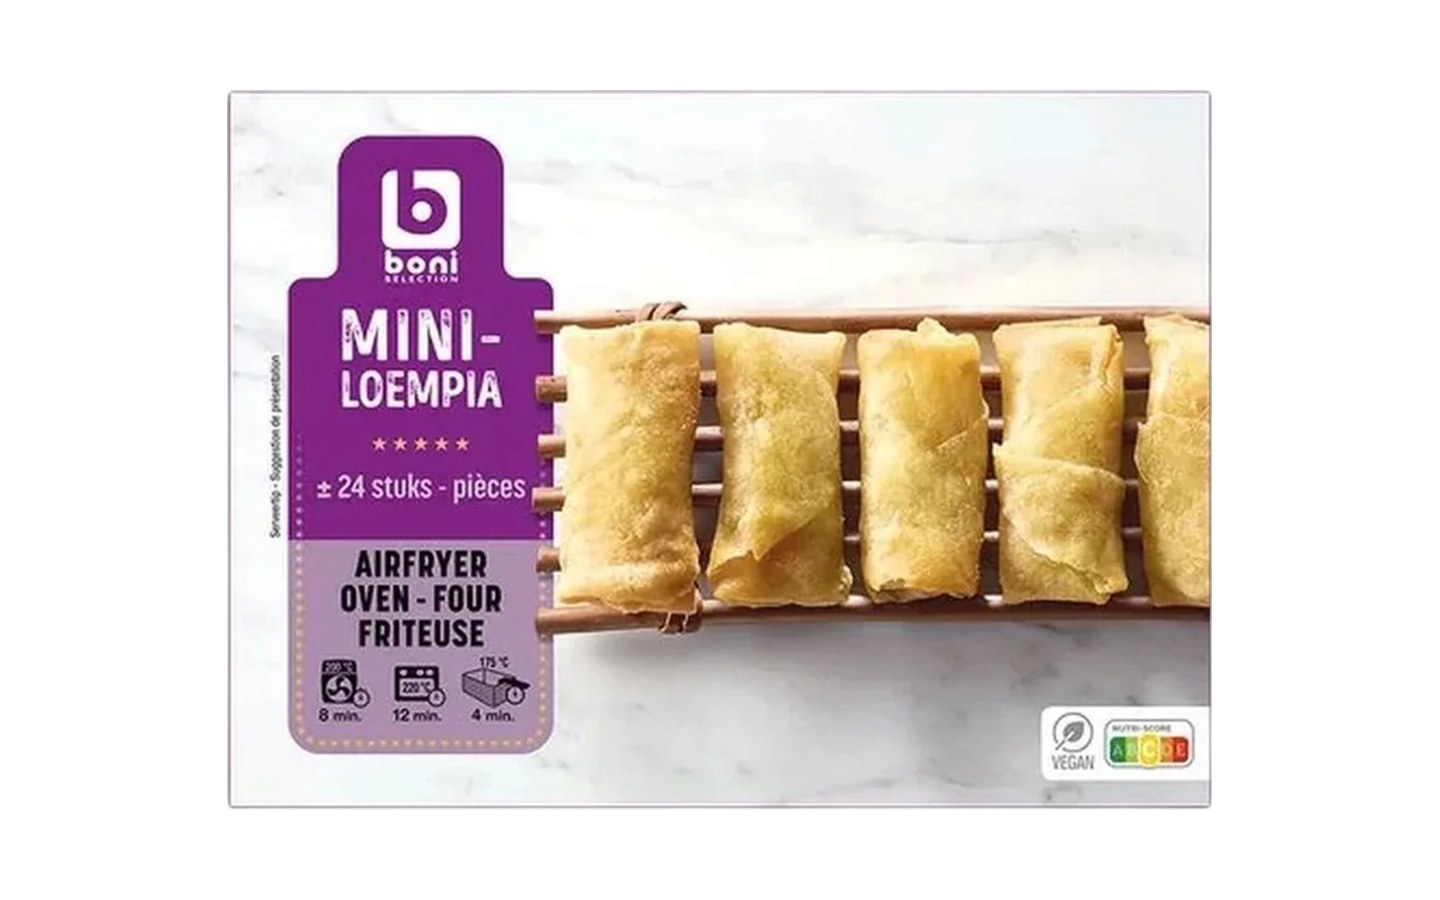 boni
SELECTION
MINI-
LOEMPIA
± 24 stuks - pièces
Serveertip - Suggestion de présentation
AIRFRYER
OVEN - FOUR
FRITEUSE
200 °C
220 °C
175 °C
8 min.
12 min.
4 min.
VEGAN
NUTRI-SCORE
A B C D E